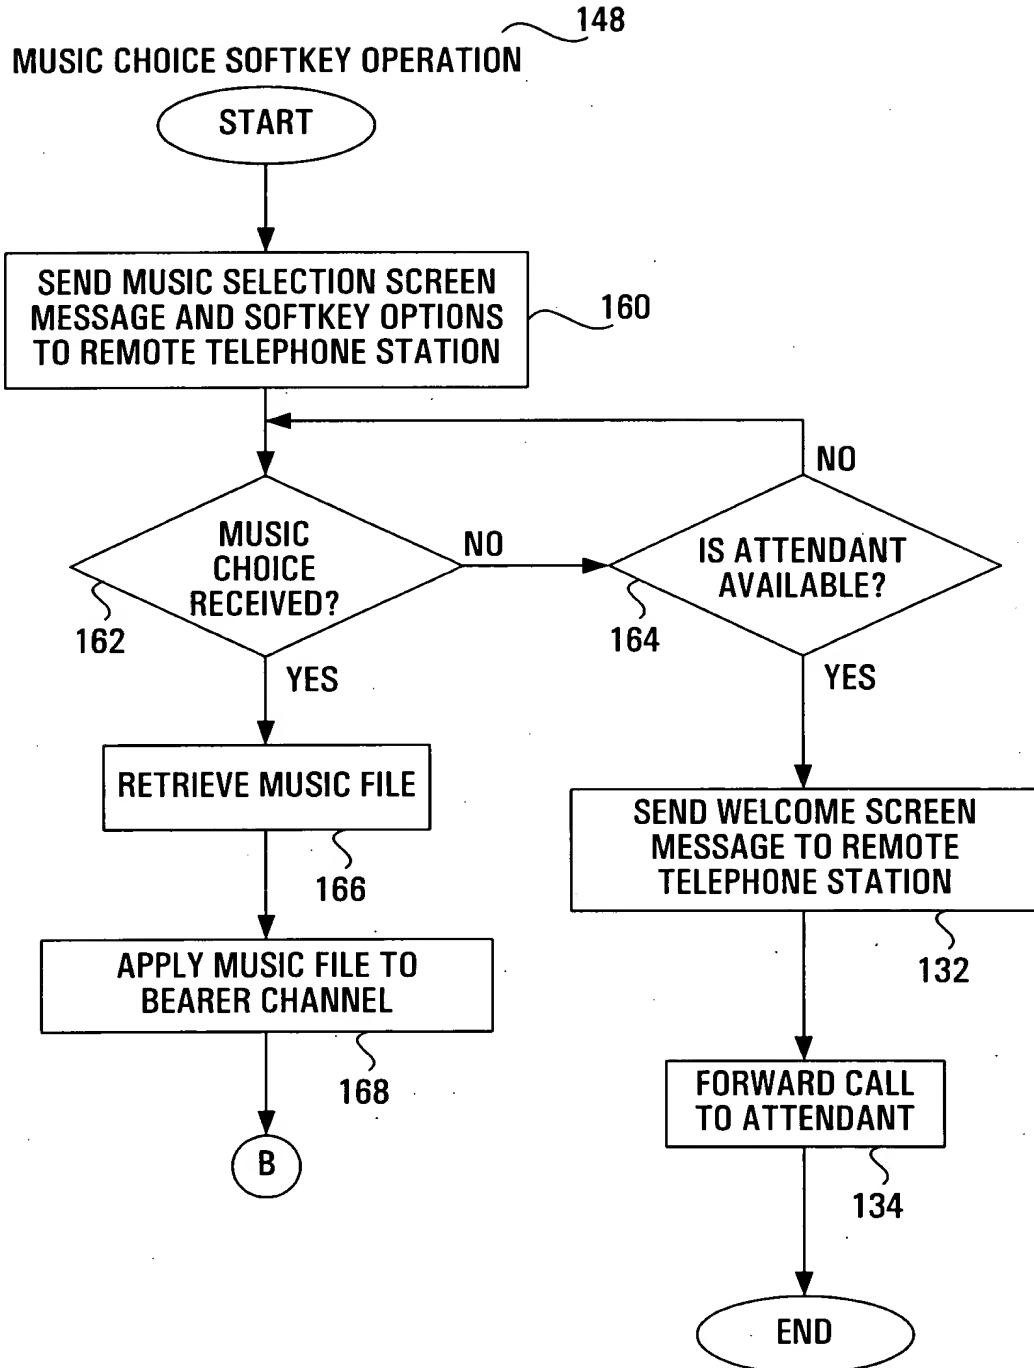 148
MUSIC CHOICE SOFTKEY OPERATION
START
SEND MUSIC SELECTION SCREEN
MESSAGE AND SOFTKEY OPTIONS
TO REMOTE TELEPHONE STATION
160
MUSIC
CHOICE
RECEIVED?
162
NO
IS ATTENDANT
AVAILABLE?
164
NO
YES
YES
RETRIEVE MUSIC FILE
166
APPLY MUSIC FILE TO
BEARER CHANNEL
168
B
SEND WELCOME SCREEN
MESSAGE TO REMOTE
TELEPHONE STATION
132
FORWARD CALL
TO ATTENDANT
134
END